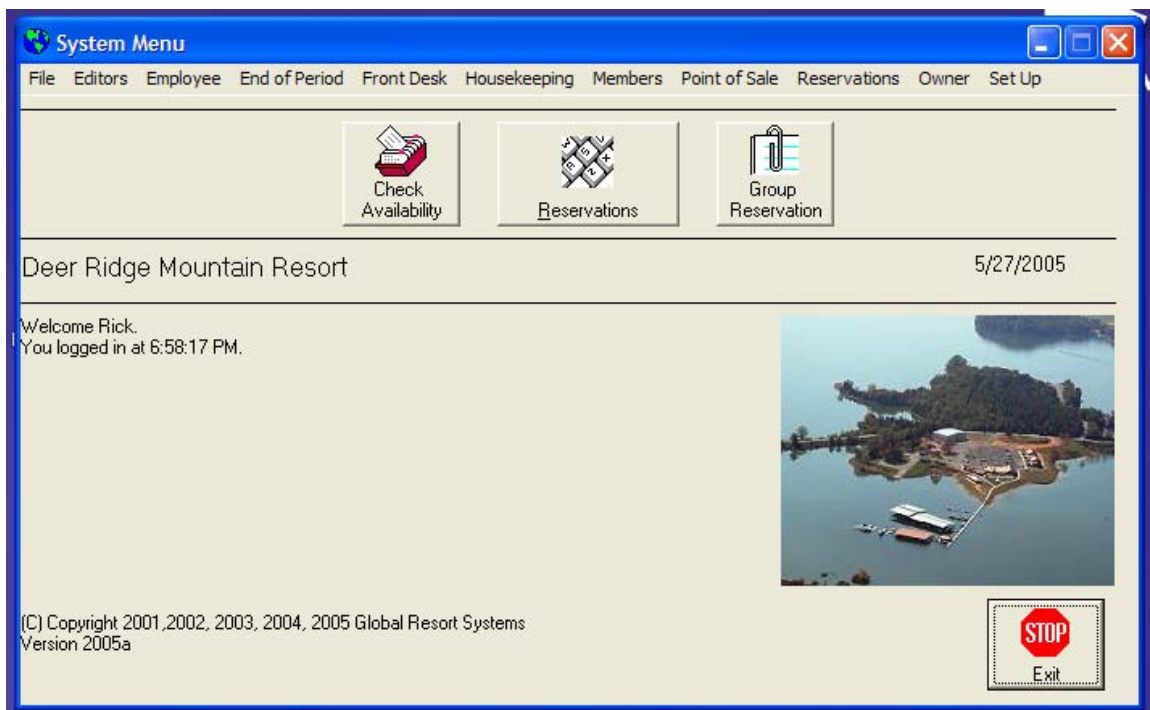 System Menu
File Editors Employee End of Period Front Desk Housekeeping Members Point of Sale Reservations Owner Set Up
Check
Availability
Reservations
Group
Reservation
Deer Ridge Mountain Resort
5/27/2005
Welcome Rick.
You logged in at 6:58:17 PM.
(C) Copyright 2001,2002, 2003, 2004, 2005 Global Resort Systems
Version 2005a
STOP
Exit